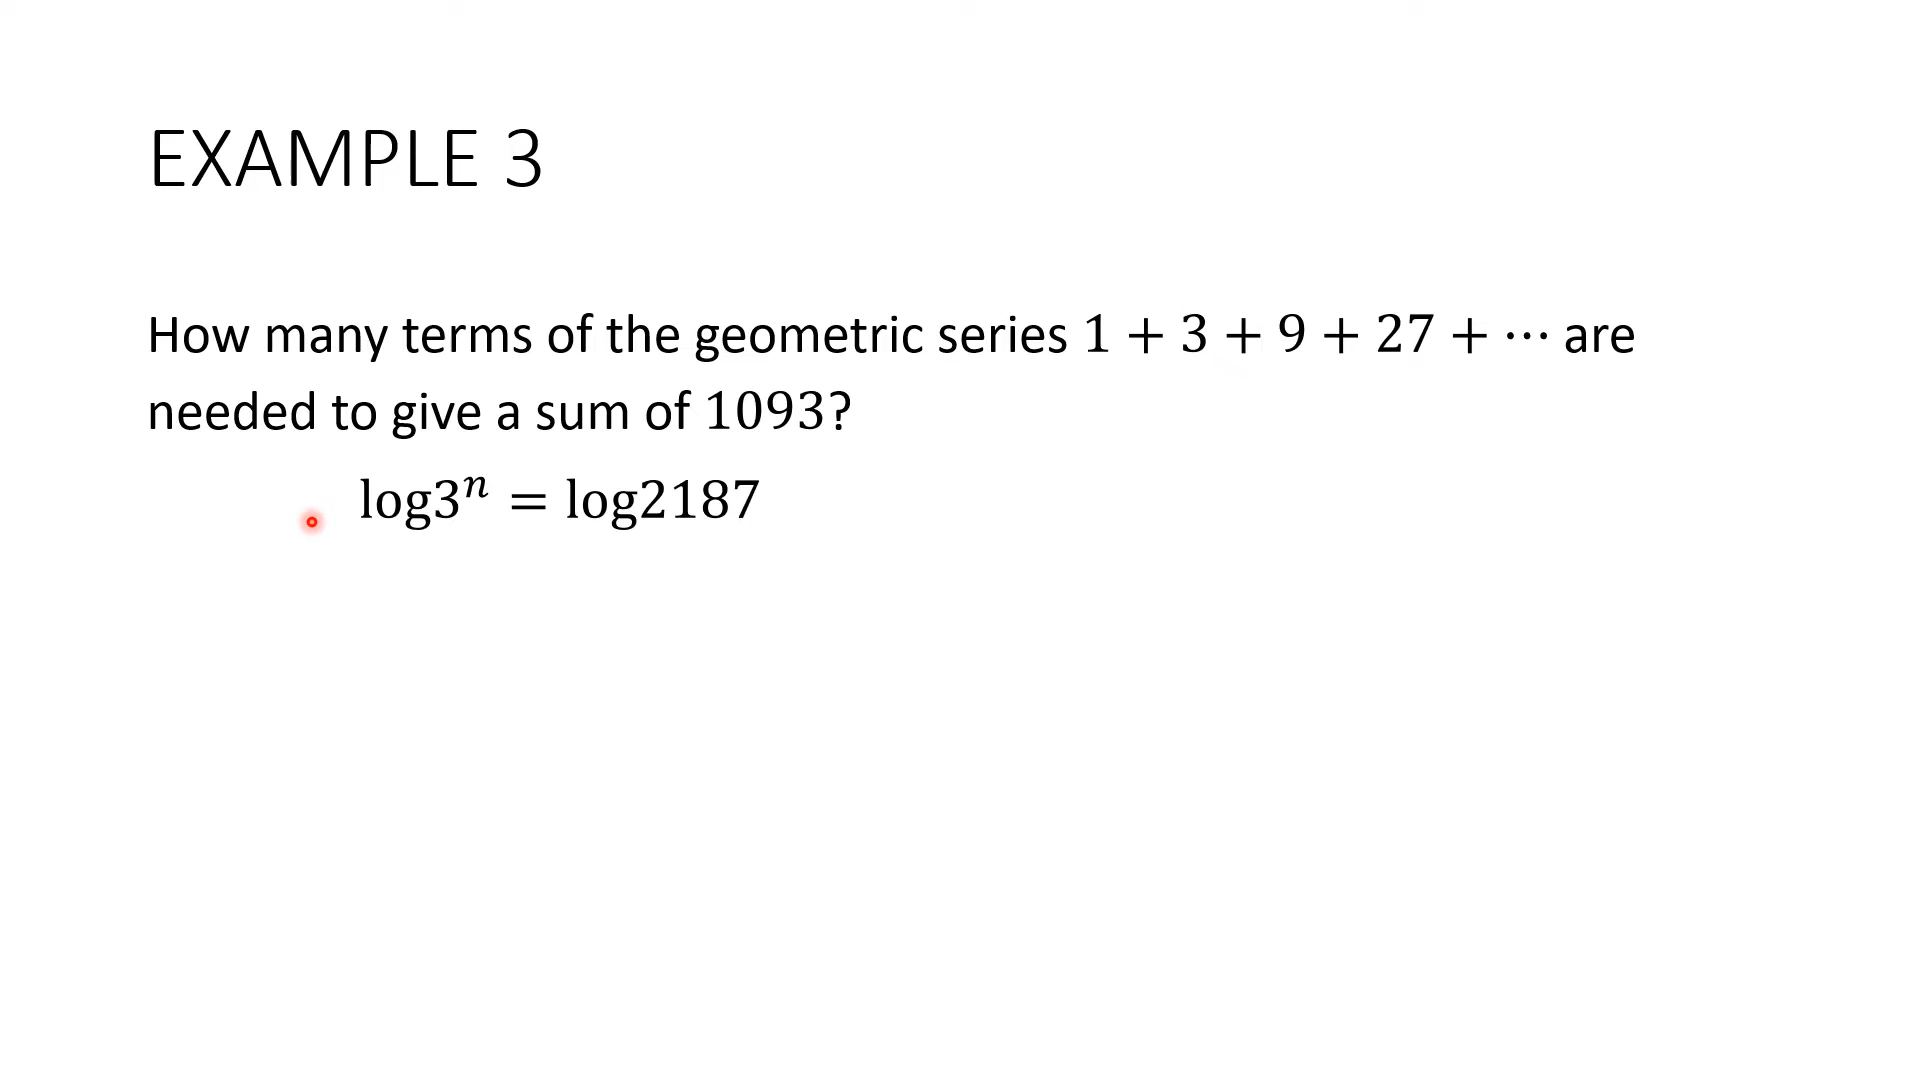 EXAMPLE 3
How many terms of the geometric series 1 + 3 + 9 + 27 + ⋯ are
needed to give a sum of 1093?
log3ⁿ = log2187